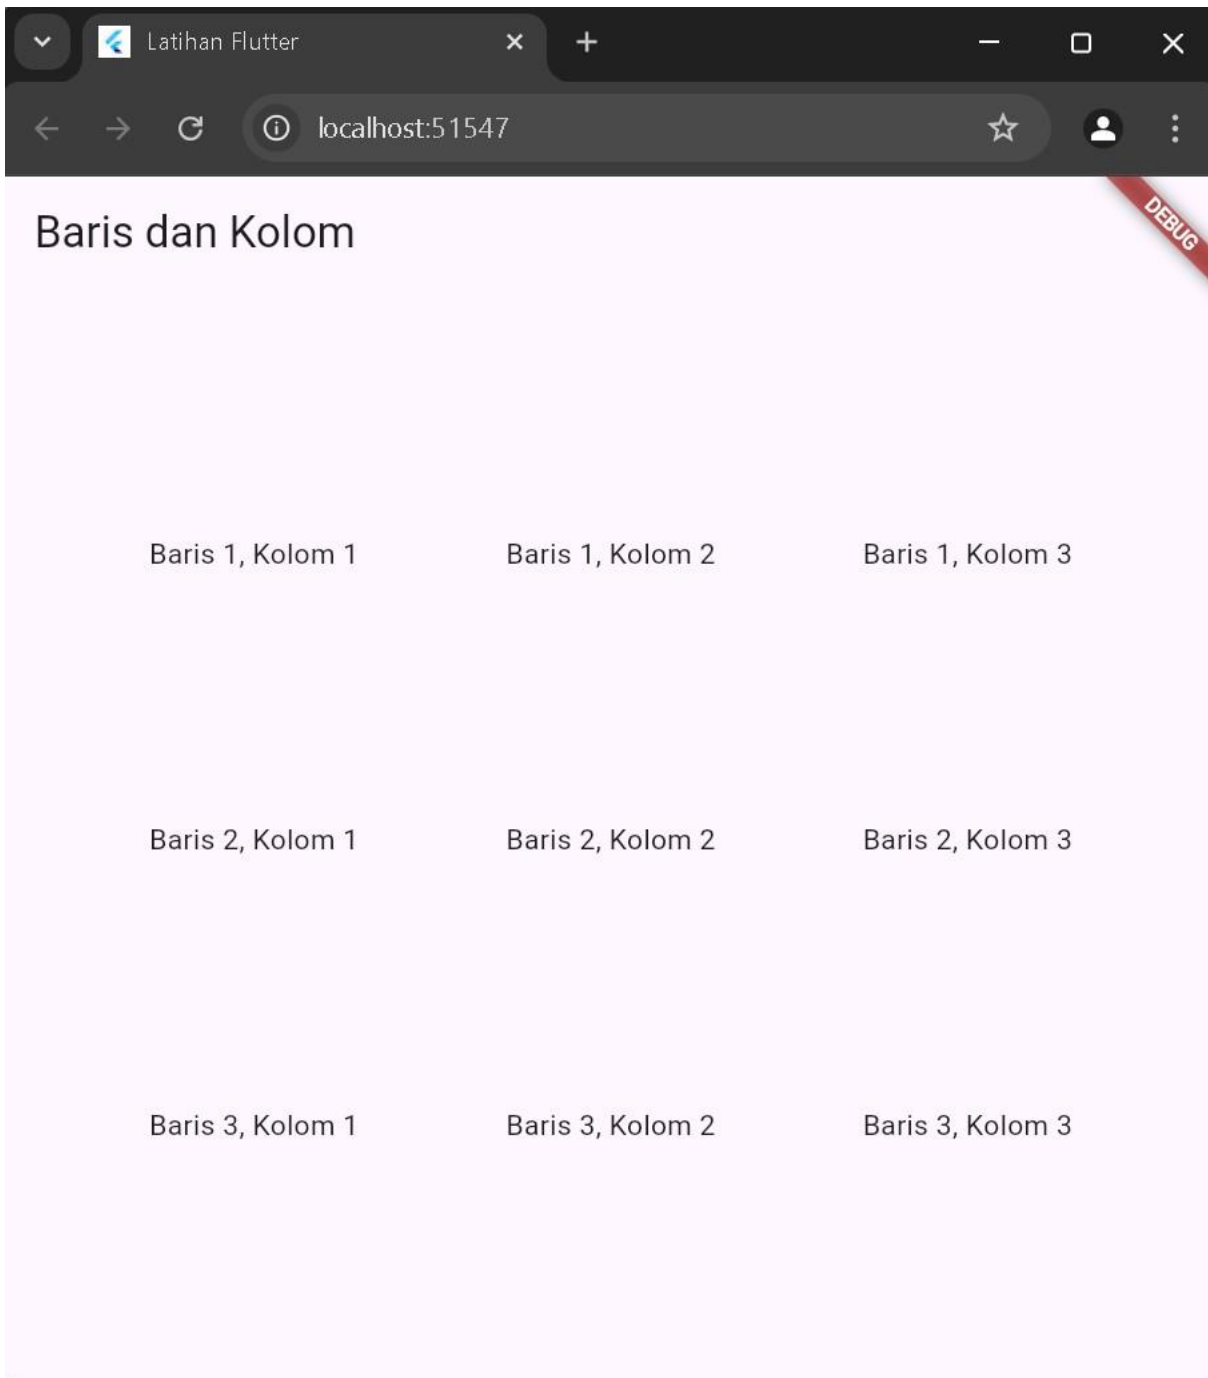 Latihan Flutter
localhost:51547
Baris dan Kolom
DEBUG
Baris 1, Kolom 1 Baris 1, Kolom 2 Baris 1, Kolom 3
Baris 2, Kolom 1 Baris 2, Kolom 2 Baris 2, Kolom 3
Baris 3, Kolom 1 Baris 3, Kolom 2 Baris 3, Kolom 3